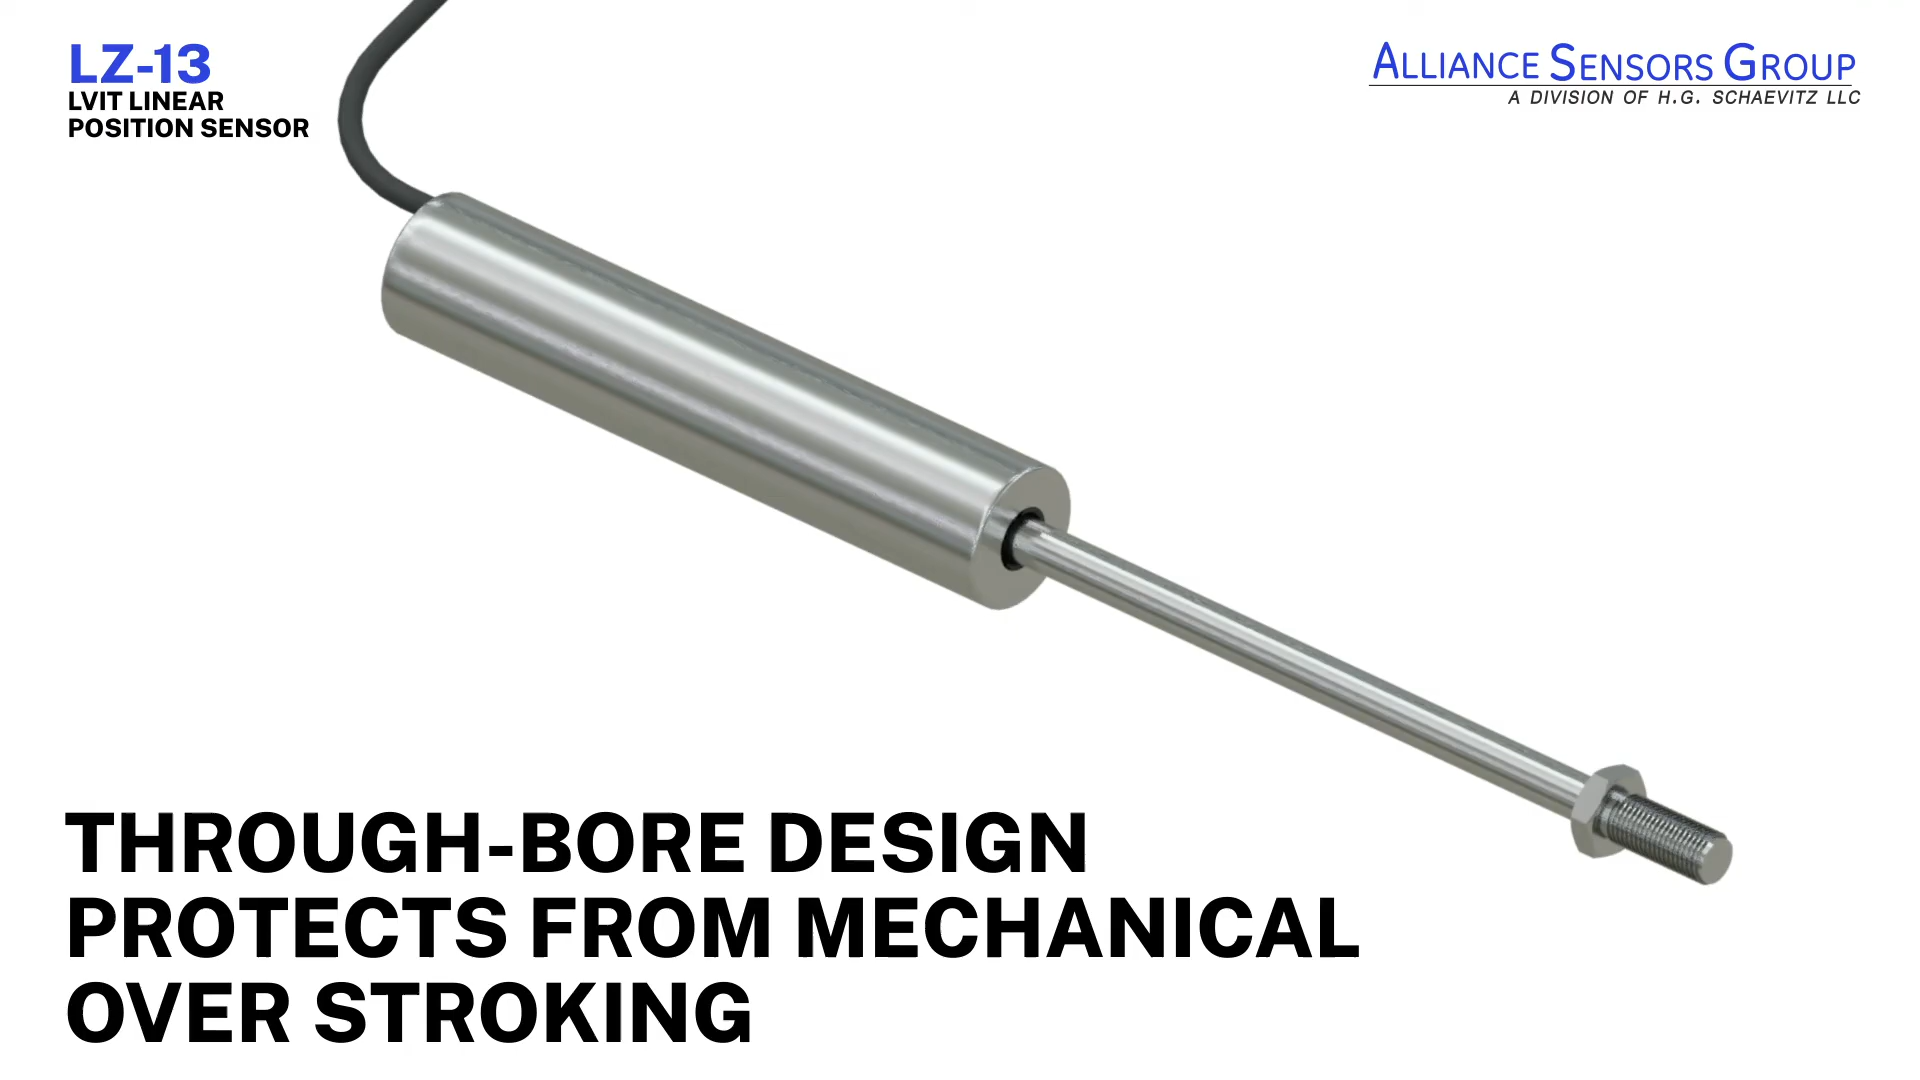 LZ-13
LVIT LINEAR
POSITION SENSOR
ALLIANCE SENSORS GROUP
A DIVISION OF H.G. SCHAEVITZ LLC
THROUGH-BORE DESIGN
PROTECTS FROM MECHANICAL
OVER STROKING